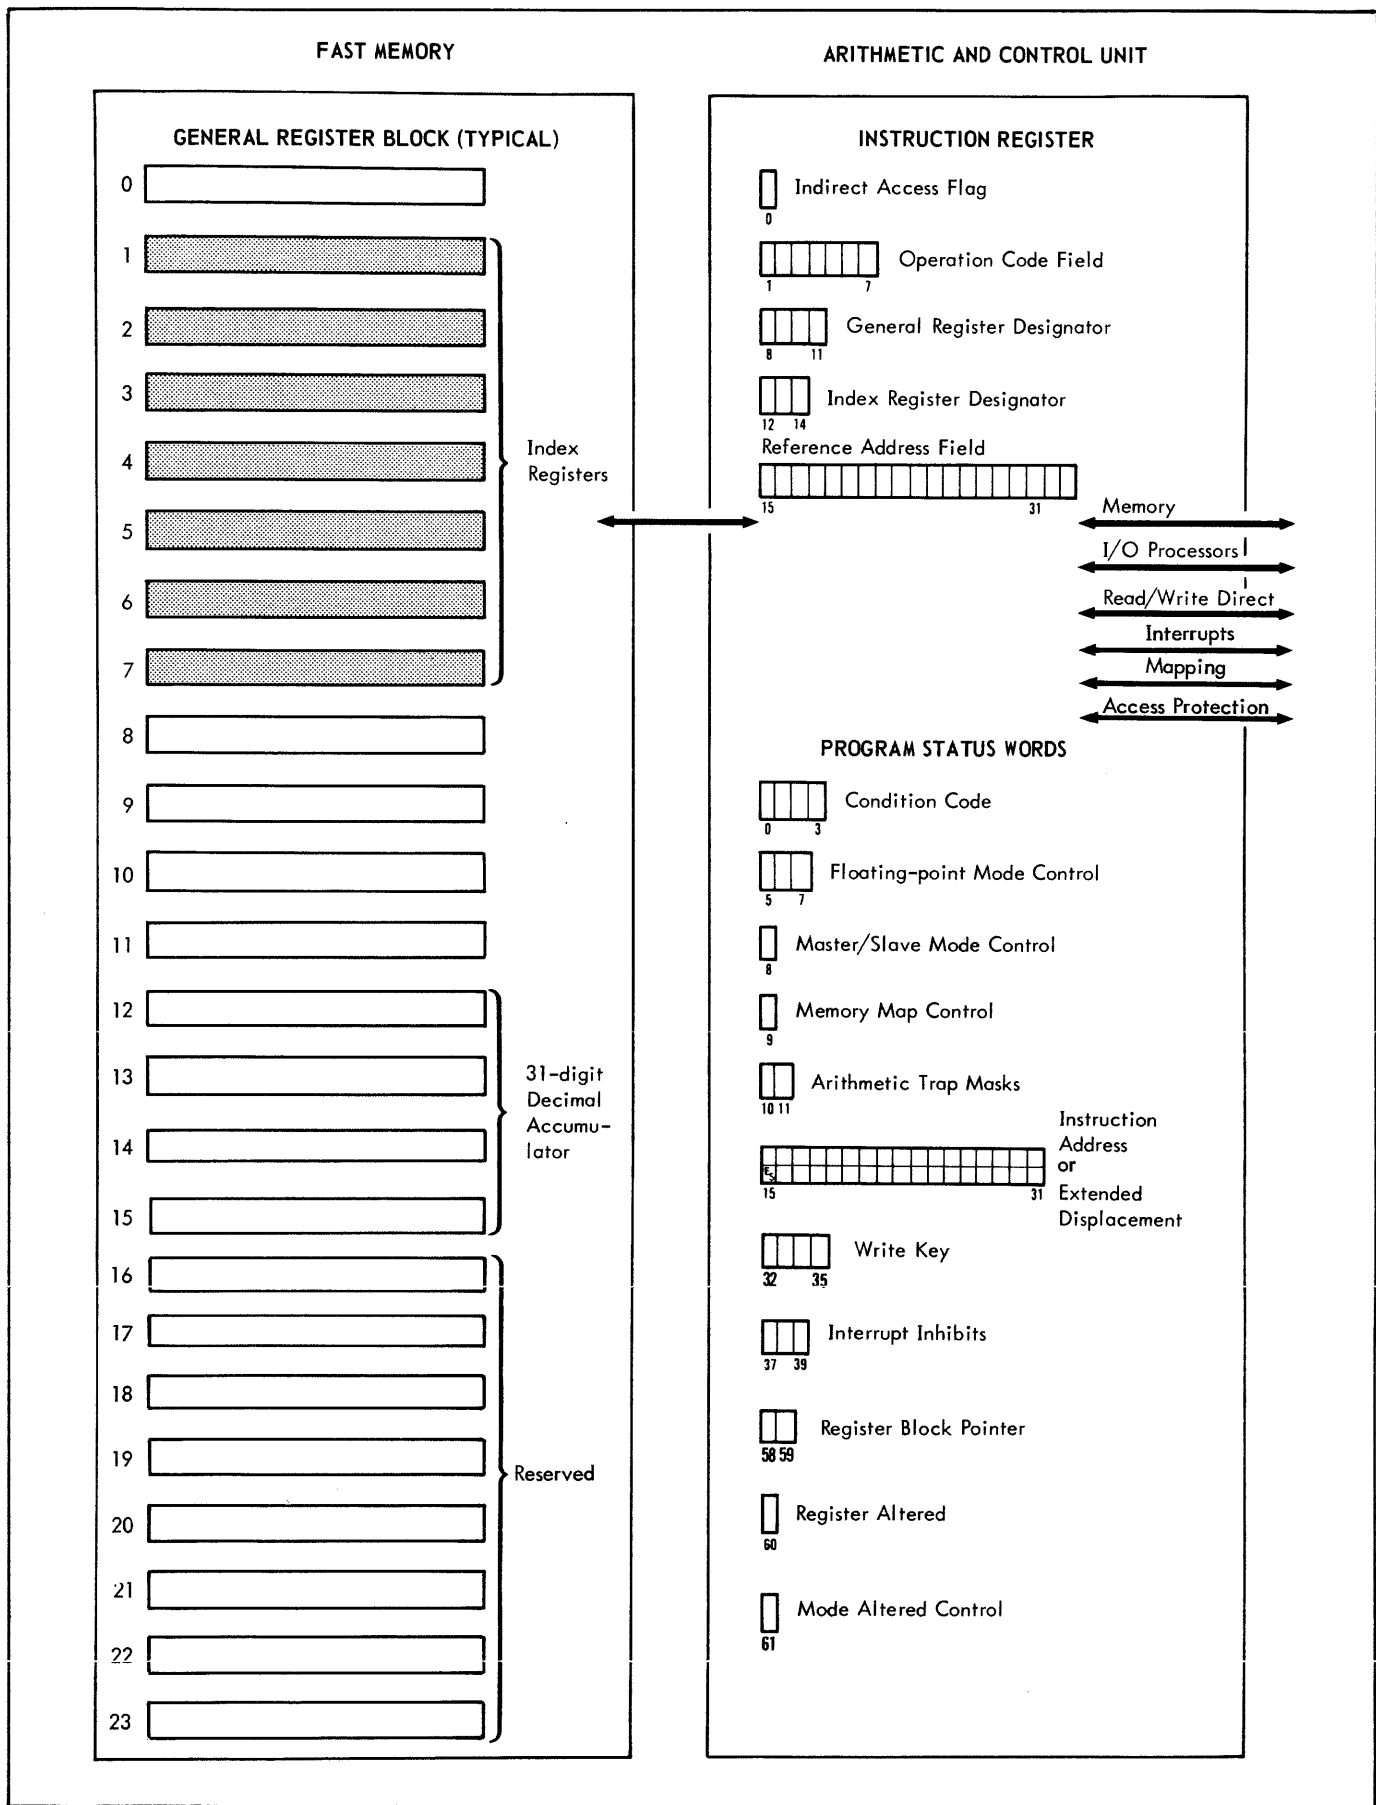 FAST MEMORY
GENERAL REGISTER BLOCK (TYPICAL)
0
1
2
3
4
5
6
7
Index
Registers
8
9
10
11
12
13
14
15
31-digit
Decimal
Accumu-
lator
16
17
18
19
20
21
22
23
Reserved
ARITHMETIC AND CONTROL UNIT
INSTRUCTION REGISTER
Indirect Access Flag
0
Operation Code Field
1 7
General Register Designator
8 11
Index Register Designator
12 14
Reference Address Field
15 31
Memory
I/O Processors
Read/Write Direct
Interrupts
Mapping
Access Protection
PROGRAM STATUS WORDS
Condition Code
0 3
Floating-point Mode Control
5 7
Master/Slave Mode Control
8
Memory Map Control
9
Arithmetic Trap Masks
10 11
Instruction
Address
or
Extended
Displacement
ES
15 31
Write Key
32 35
Interrupt Inhibits
37 39
Register Block Pointer
58 59
Register Altered
60
Mode Altered Control
61